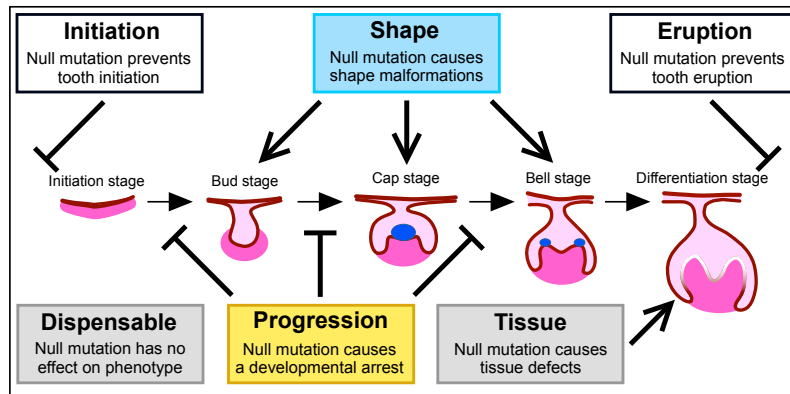 Initiation
Null mutation prevents
tooth initiation
Shape
Null mutation causes
shape malformations
Eruption
Null mutation prevents
tooth eruption
Initiation stage
Bud stage
Cap stage
Bell stage
Differentiation stage
Dispensable
Null mutation has no
effect on phenotype
Progression
Null mutation causes
a developmental arrest
Tissue
Null mutation causes
tissue defects